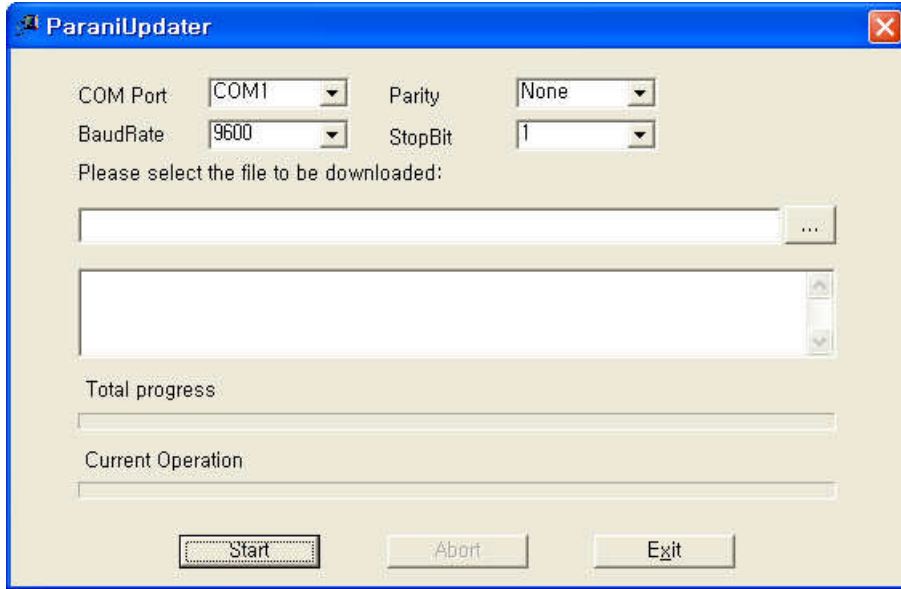 ParaniUpdater
COM Port COM1 Parity None
BaudRate 9600 StopBit 1
Please select the file to be downloaded:
...
Total progress
Current Operation
Start Abort Exit